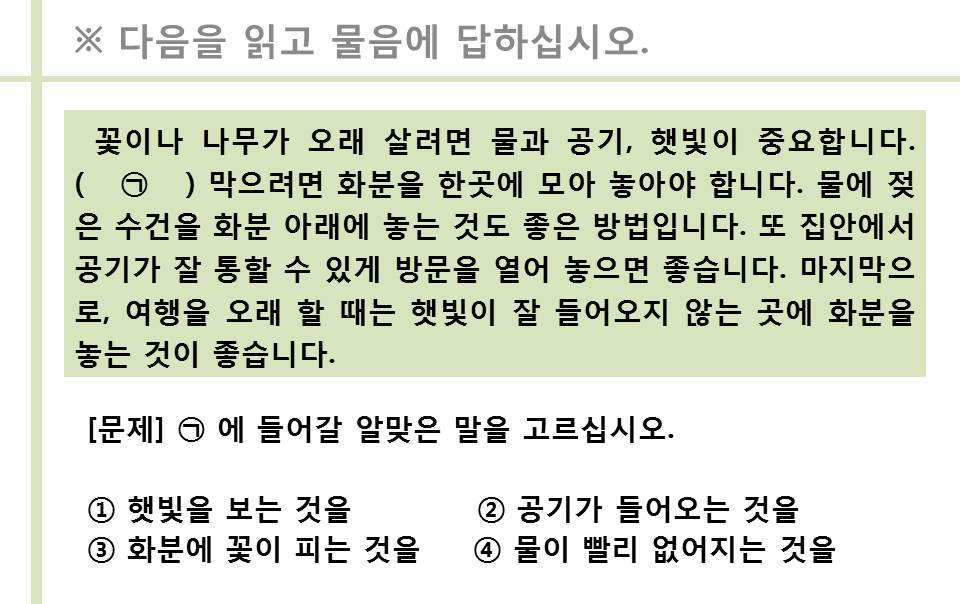 ※ 다음을 읽고 물음에 답하십시오.
꽃이나 나무가 오래 살려면 물과 공기, 햇빛이 중요합니다.
( ㉠ ) 막으려면 화분을 한곳에 모아 놓아야 합니다. 물에 젖
은 수건을 화분 아래에 놓는 것도 좋은 방법입니다. 또 집안에서
공기가 잘 통할 수 있게 방문을 열어 놓으면 좋습니다. 마지막으
로, 여행을 오래 할 때는 햇빛이 잘 들어오지 않는 곳에 화분을
놓는 것이 좋습니다.
[문제] ㉠ 에 들어갈 알맞은 말을 고르십시오.
① 햇빛을 보는 것을 ② 공기가 들어오는 것을
③ 화분에 꽃이 피는 것을 ④ 물이 빨리 없어지는 것을